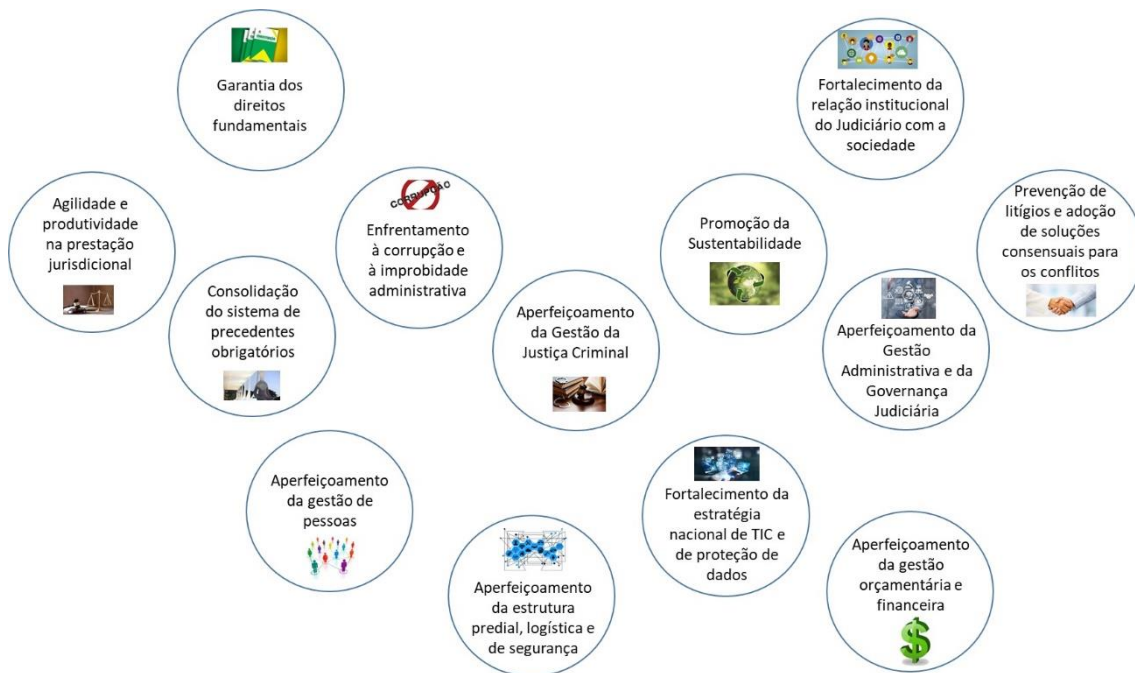 Garantia dos
direitos
fundamentais
Fortalecimento da
relação institucional
do Judiciário com a
sociedade
Agilidade e
produtividade
na prestação
jurisdicional
CORRUPÇÃO
Enfrentamento
à corrupção e
à improbidade
administrativa
Promoção da
Sustentabilidade
Prevenção de
litígios e adoção
de soluções
consensuais para
os conflitos
Consolidação
do sistema de
precedentes
obrigatórios
Aperfeiçoamento
da Gestão da
Justiça Criminal
Aperfeiçoamento da
Gestão
Administrativa e da
Governança
Judiciária
Aperfeiçoamento
da gestão de
pessoas
Aperfeiçoamento
da estrutura
predial, logística e
de segurança
Fortalecimento da
estratégia
nacional de TIC e
de proteção de
dados
Aperfeiçoamento
da gestão
orçamentária e
financeira
$